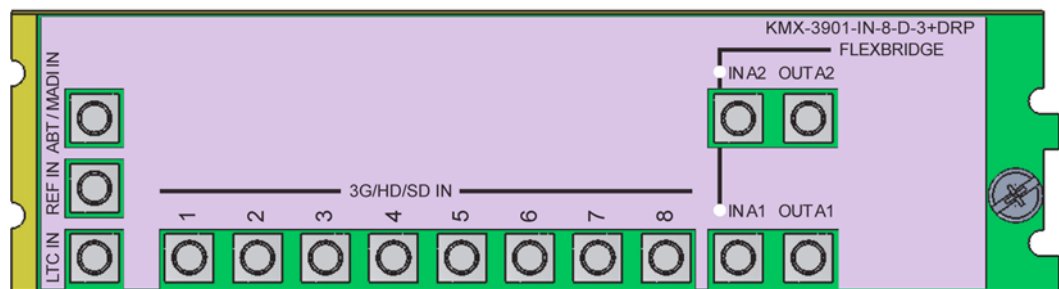 KMX-3901-IN-8-D-3+DRP
FLEXBRIDGE
IN A2 OUT A2
ABT / MADI IN
REF IN
LTC IN
3G/HD/SD IN
1 2 3 4 5 6 7 8
IN A1 OUT A1